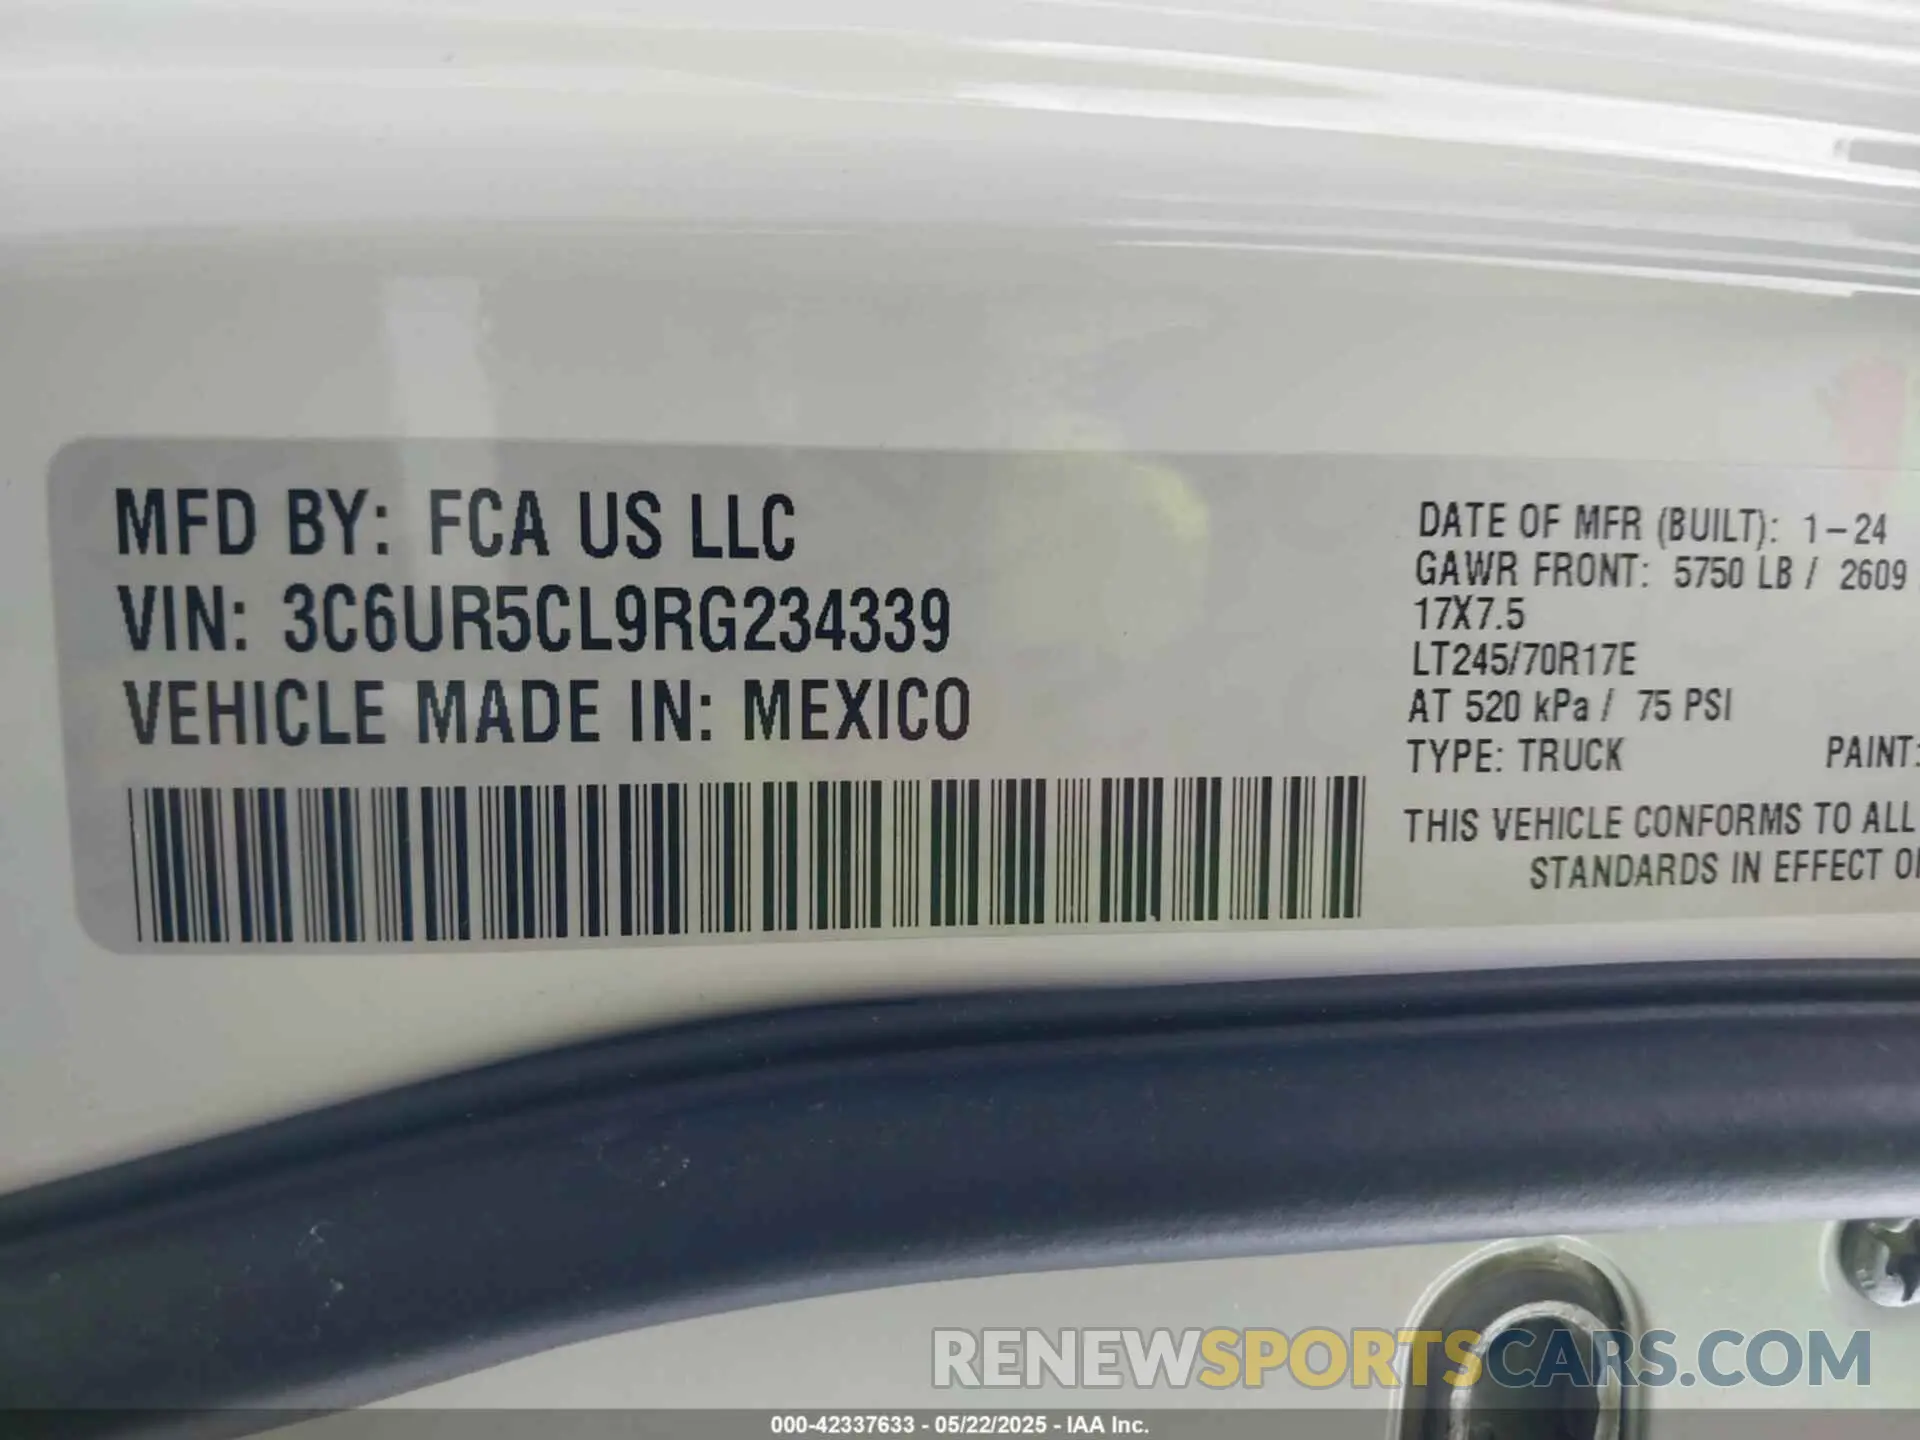 MFD BY: FCA US LLC
VIN: 3C6UR5CL9RG234339
VEHICLE MADE IN: MEXICO
DATE OF MFR (BUILT): 1-24
GAWR FRONT: 5750 LB / 2609
17X7.5
LT245/70R17E
AT 520 kPa / 75 PSI
TYPE: TRUCK PAINT:
THIS VEHICLE CONFORMS TO ALL
STANDARDS IN EFFECT
RENEWSPORTSCARS.COM
000-42337633 - 05/22/2025 - IAA Inc.